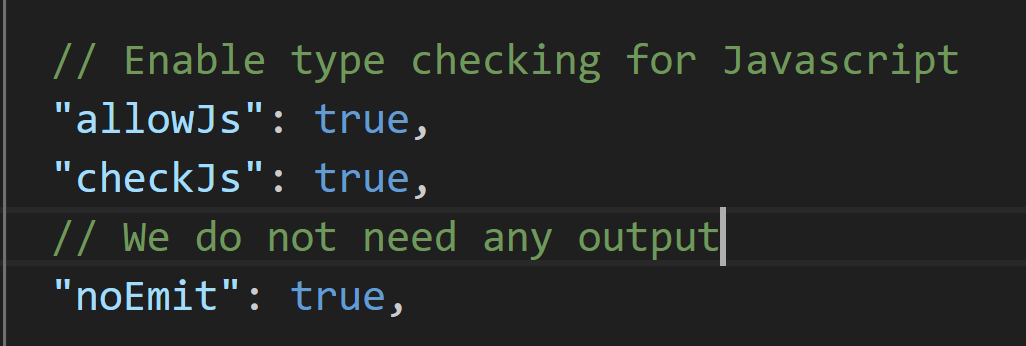 // Enable type checking for Javascript
"allowJs": true,
"checkJs": true,
// We do not need any output
"noEmit": true,